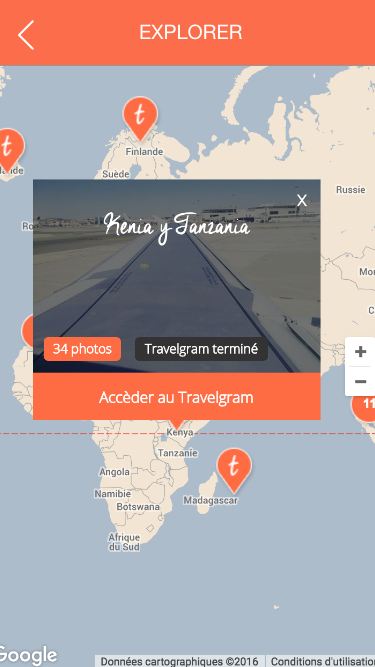 EXPLORER
t
Finlande
t
Suède
Russie
X
Kenia y Tanzania
34 photos
Travelgram terminé
+
−
Accèder au Travelgram
11
Kenya
Tanzanie
t
Angola
Namibie
Madagascar
Botswana
Afrique
du Sud
Google
Données cartographiques ©2016
Conditions d'utilisation